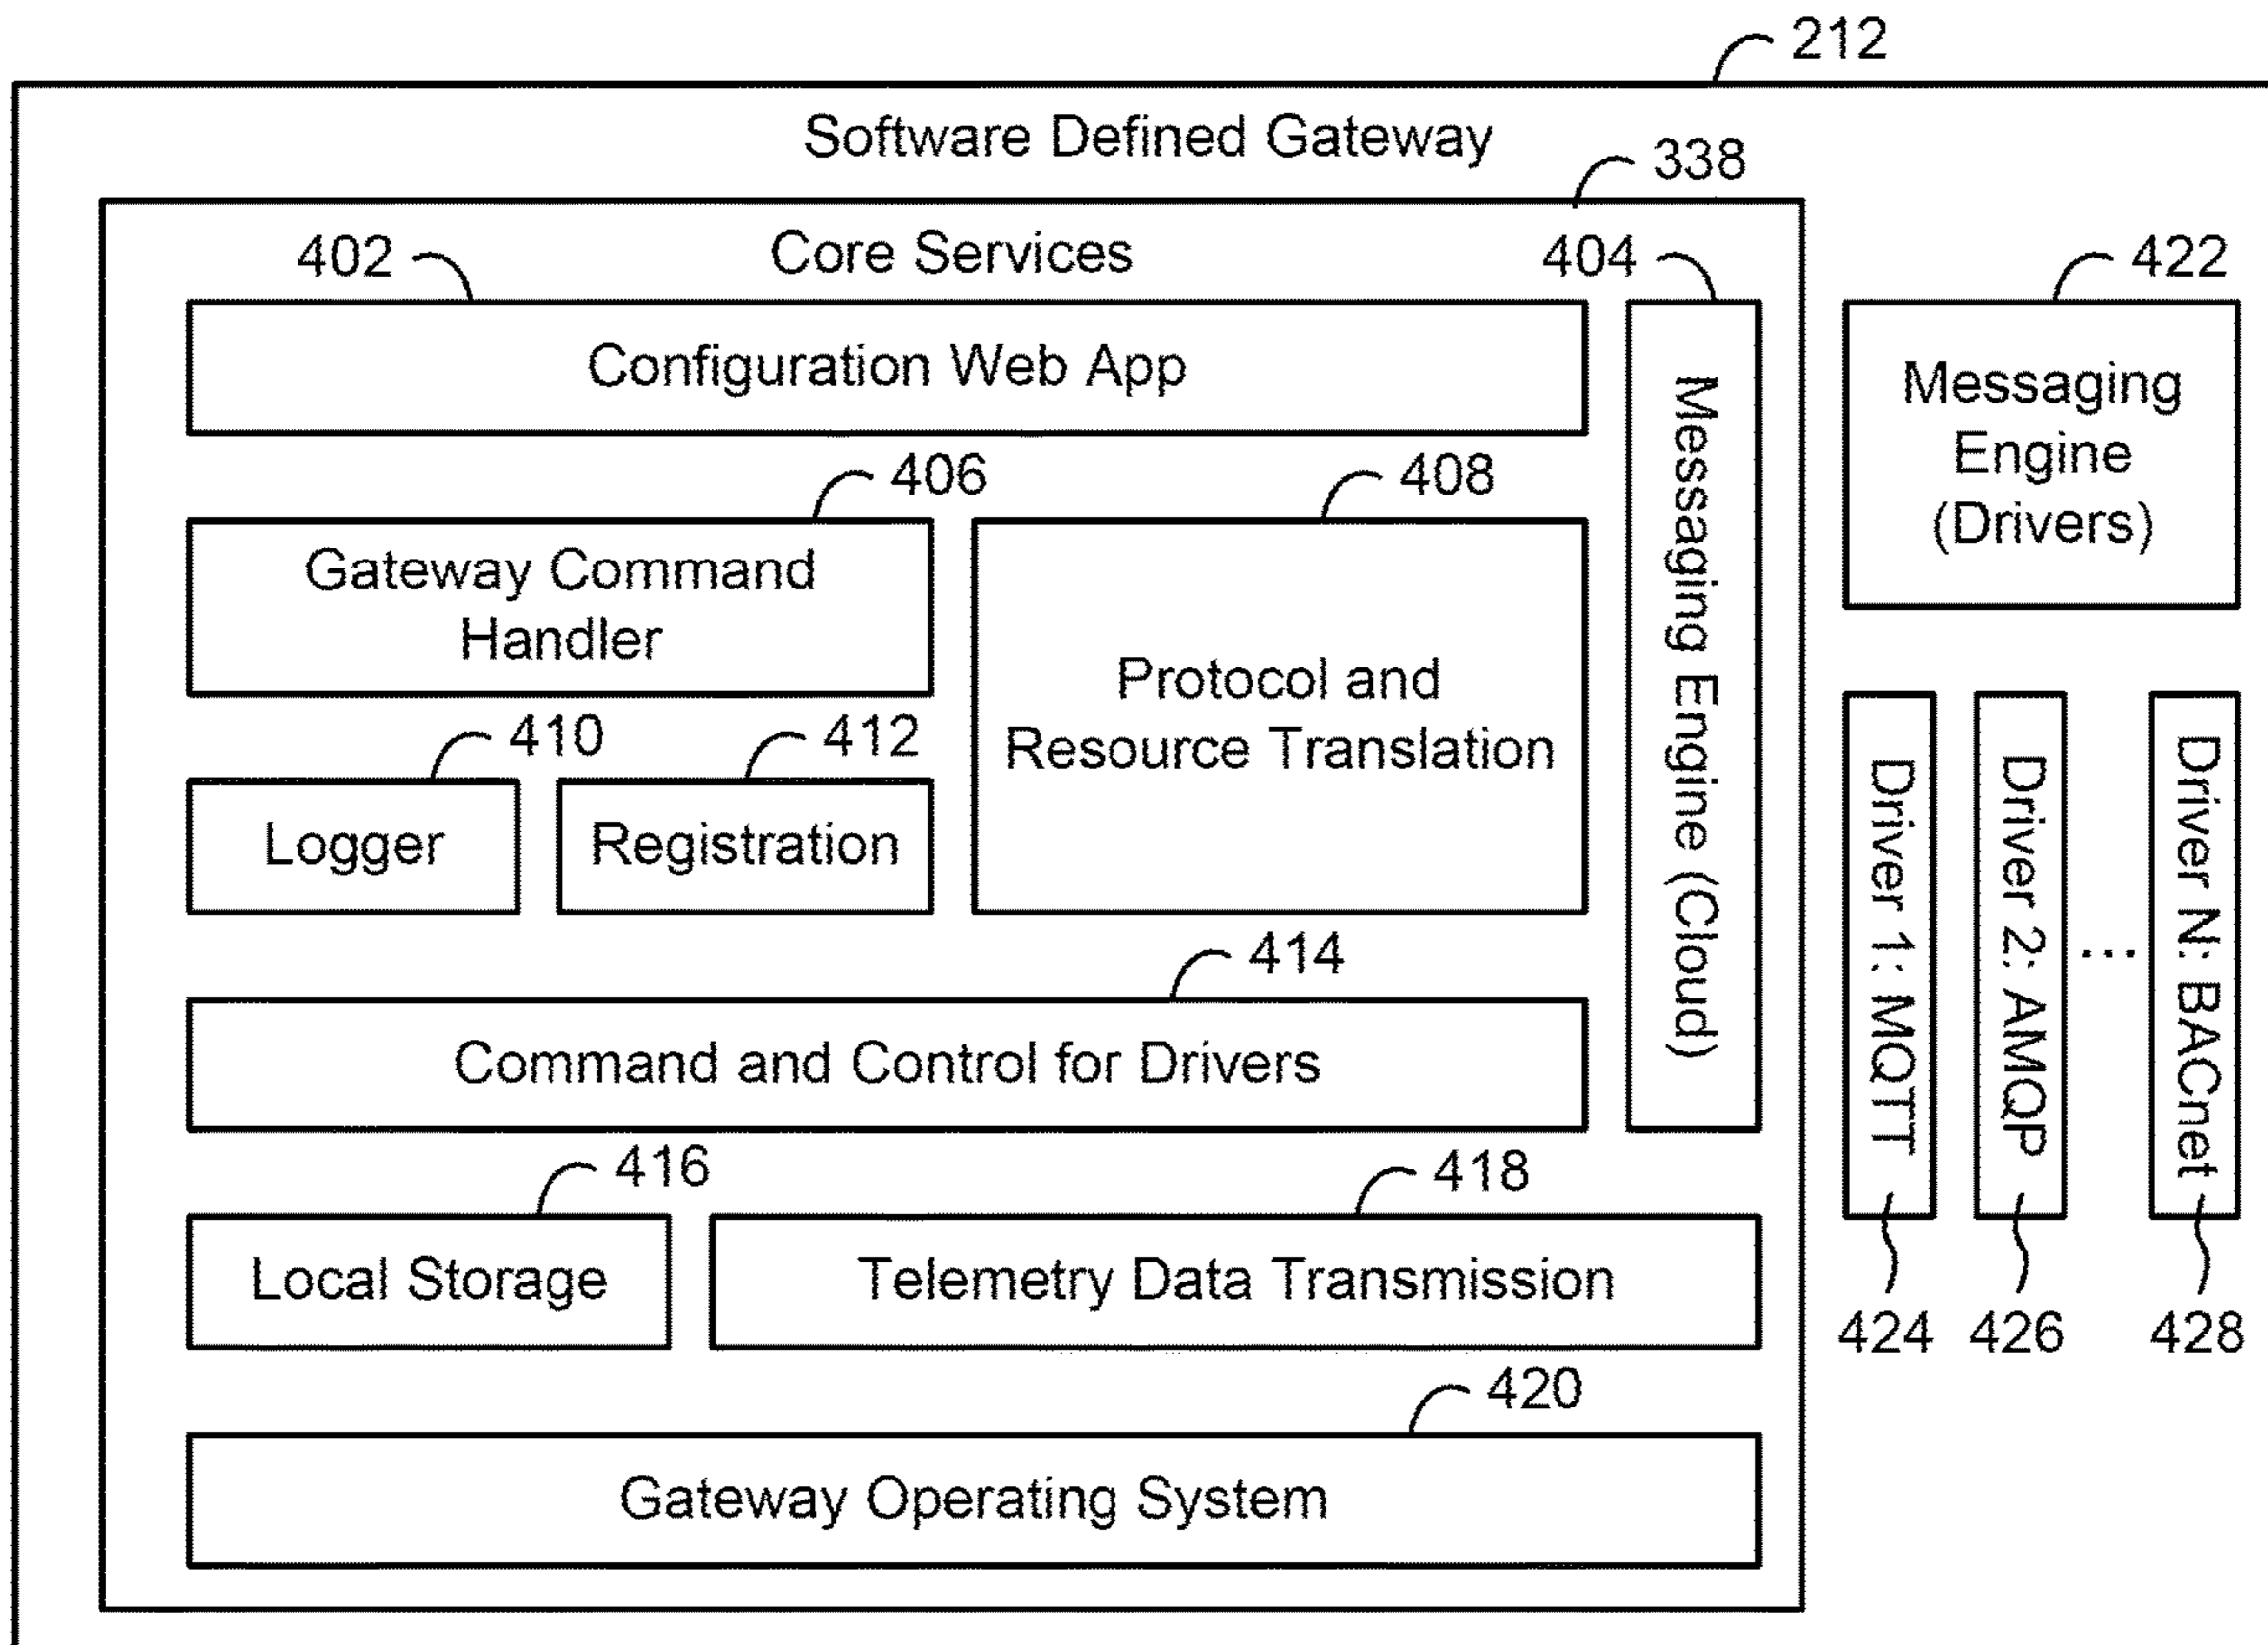 212
Software Defined Gateway
338
Core Services
402
404
422
Configuration Web App
Messaging Engine (Cloud)
Messaging
Engine
(Drivers)
406
408
Gateway Command
Handler
Protocol and
Resource Translation
410
412
Logger
Registration
Driver 1: MQTT
Driver 2: AMQP
...
Driver N: BACnet
414
Command and Control for Drivers
416
418
Local Storage
Telemetry Data Transmission
424
426
428
420
Gateway Operating System